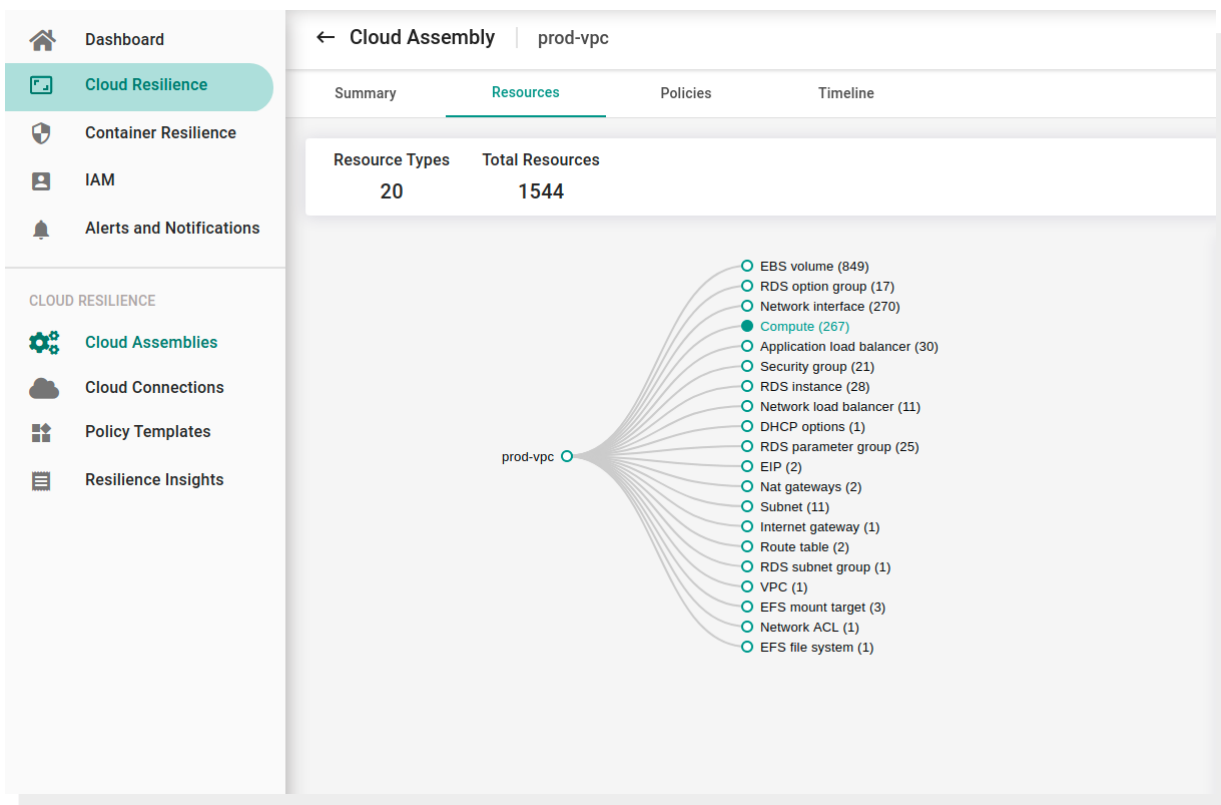 Dashboard
Cloud Resilience
Container Resilience
IAM
Alerts and Notifications
CLOUD RESILIENCE
Cloud Assemblies
Cloud Connections
Policy Templates
Resilience Insights
Cloud Assembly prod-vpc
Summary Resources Policies Timeline
Resource Types Total Resources
20 1544
prod-vpc
EBS volume (849)
RDS option group (17)
Network interface (270)
Compute (267)
Application load balancer (30)
Security group (21)
RDS instance (28)
Network load balancer (11)
DHCP options (1)
RDS parameter group (25)
EIP (2)
Nat gateways (2)
Subnet (11)
Internet gateway (1)
Route table (2)
RDS subnet group (1)
VPC (1)
EFS mount target (3)
Network ACL (1)
EFS file system (1)